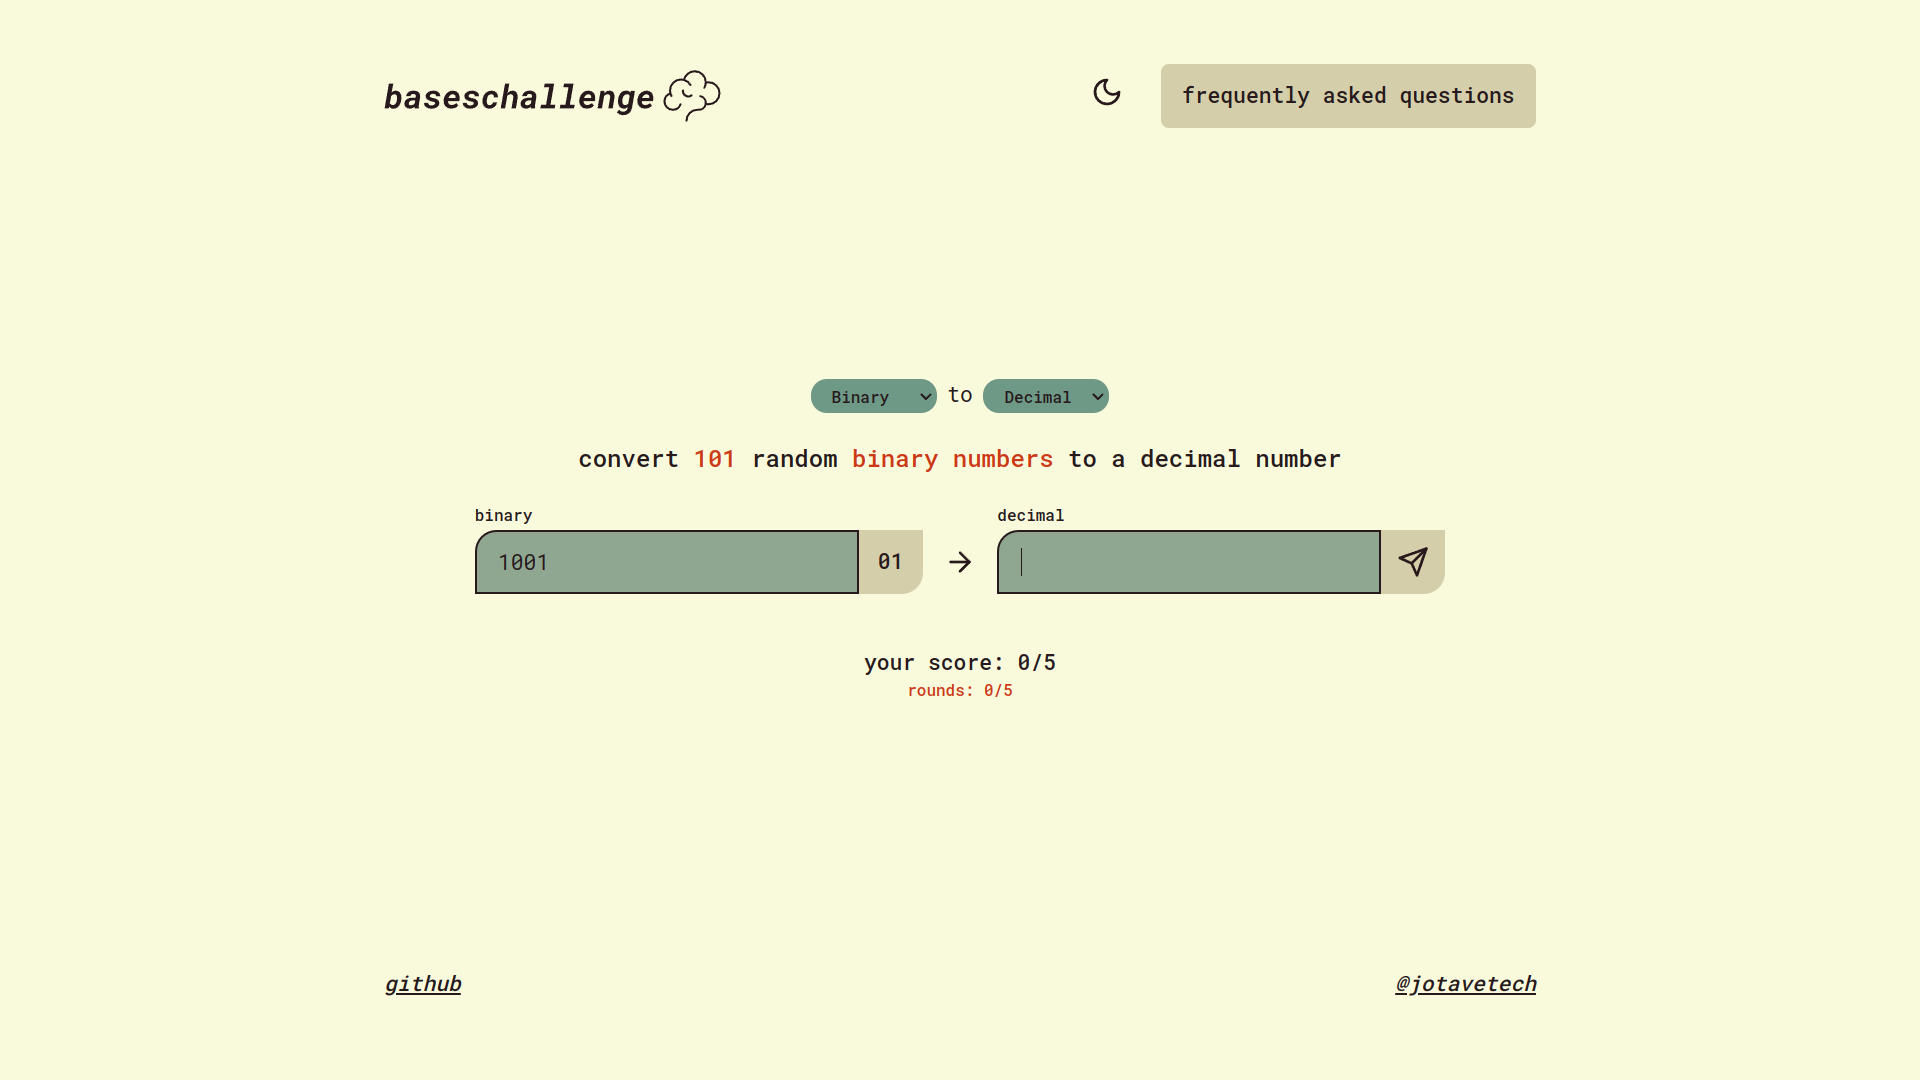 baseschallenge
frequently asked questions
Binary to Decimal
convert 101 random binary numbers to a decimal number
binary
decimal
1001
01
your score: 0/5
rounds: 0/5
github
@jotavetech